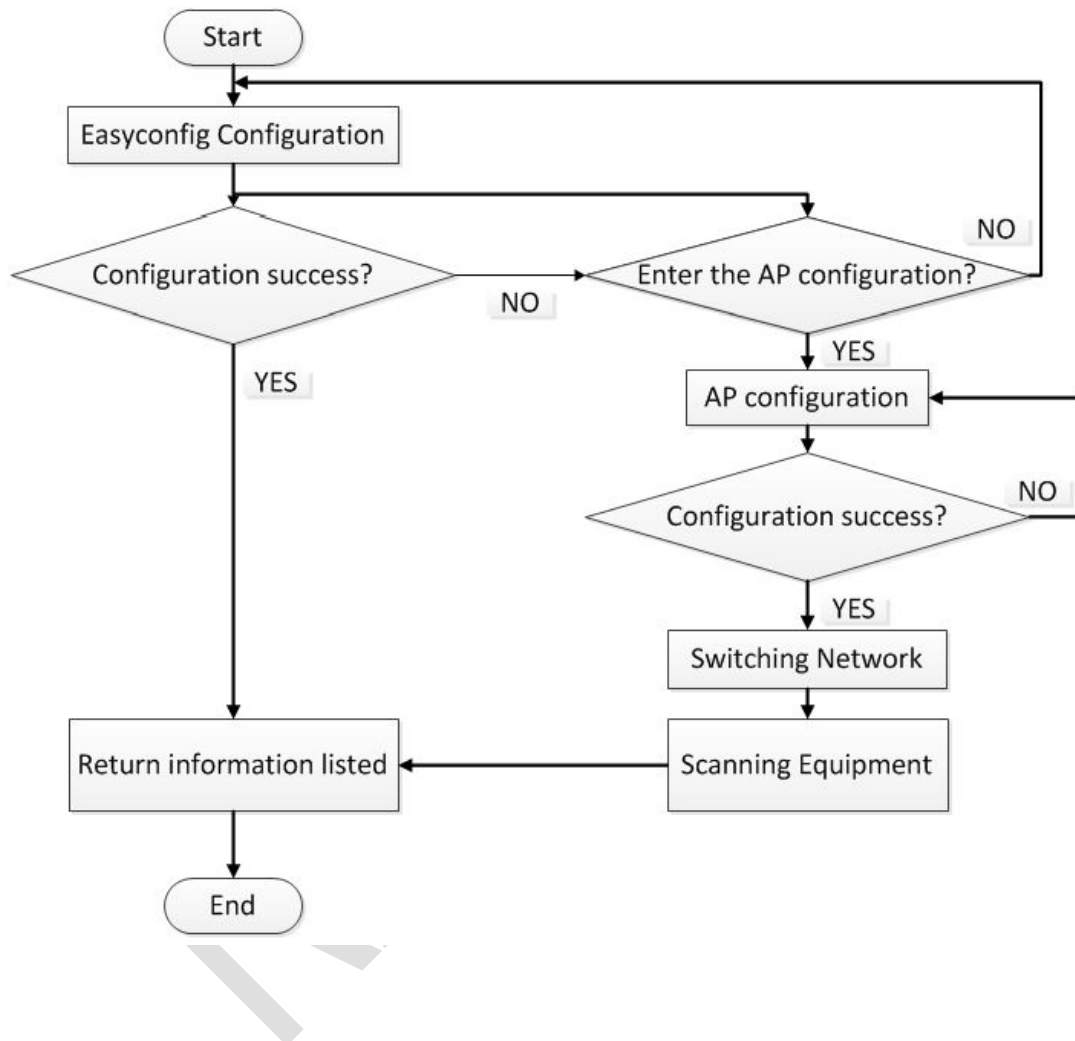 Start
Easyconfig Configuration
Configuration success?
NO
Enter the AP configuration?
NO
YES
YES
AP configuration
Configuration success?
NO
YES
Switching Network
Return information listed
Scanning Equipment
End